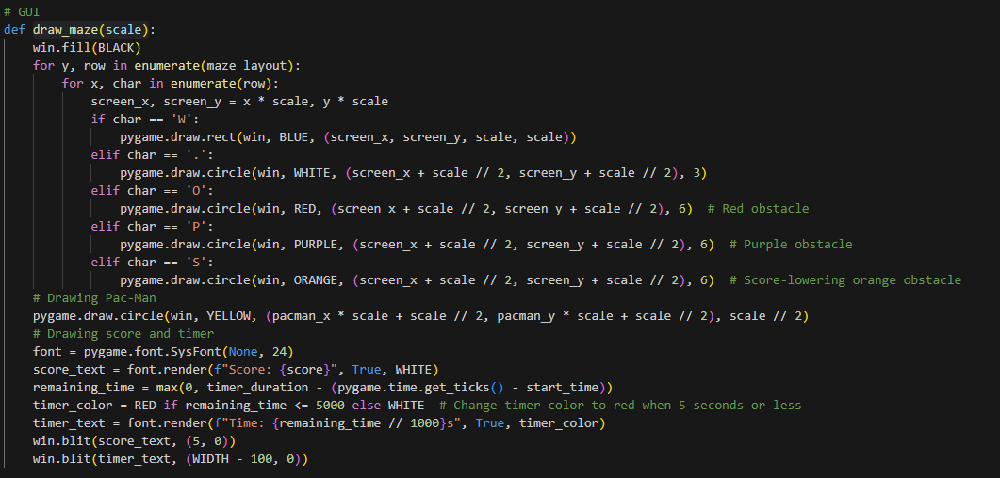 # GUI
def draw_maze(scale):
    win.fill(BLACK)
    for y, row in enumerate(maze_layout):
        for x, char in enumerate(row):
            screen_x, screen_y = x * scale, y * scale
            if char == 'W':
                pygame.draw.rect(win, BLUE, (screen_x, screen_y, scale, scale))
            elif char == '.':
                pygame.draw.circle(win, WHITE, (screen_x + scale // 2, screen_y + scale // 2), 3)
            elif char == 'O':
                pygame.draw.circle(win, RED, (screen_x + scale // 2, screen_y + scale // 2), 6)  # Red obstacle
            elif char == 'P':
                pygame.draw.circle(win, PURPLE, (screen_x + scale // 2, screen_y + scale // 2), 6)  # Purple obstacle
            elif char == 'S':
                pygame.draw.circle(win, ORANGE, (screen_x + scale // 2, screen_y + scale // 2), 6)  # Score-lowering orange obstacle
    # Drawing Pac-Man
    pygame.draw.circle(win, YELLOW, (pacman_x * scale + scale // 2, pacman_y * scale + scale // 2), scale // 2)
    # Drawing score and timer
    font = pygame.font.SysFont(None, 24)
    score_text = font.render(f"Score: {score}", True, WHITE)
    remaining_time = max(0, timer_duration - (pygame.time.get_ticks() - start_time))
    timer_color = RED if remaining_time <= 5000 else WHITE  # Change timer color to red when 5 seconds or less
    timer_text = font.render(f"Time: {remaining_time // 1000}s", True, timer_color)
    win.blit(score_text, (5, 0))
    win.blit(timer_text, (WIDTH - 100, 0))